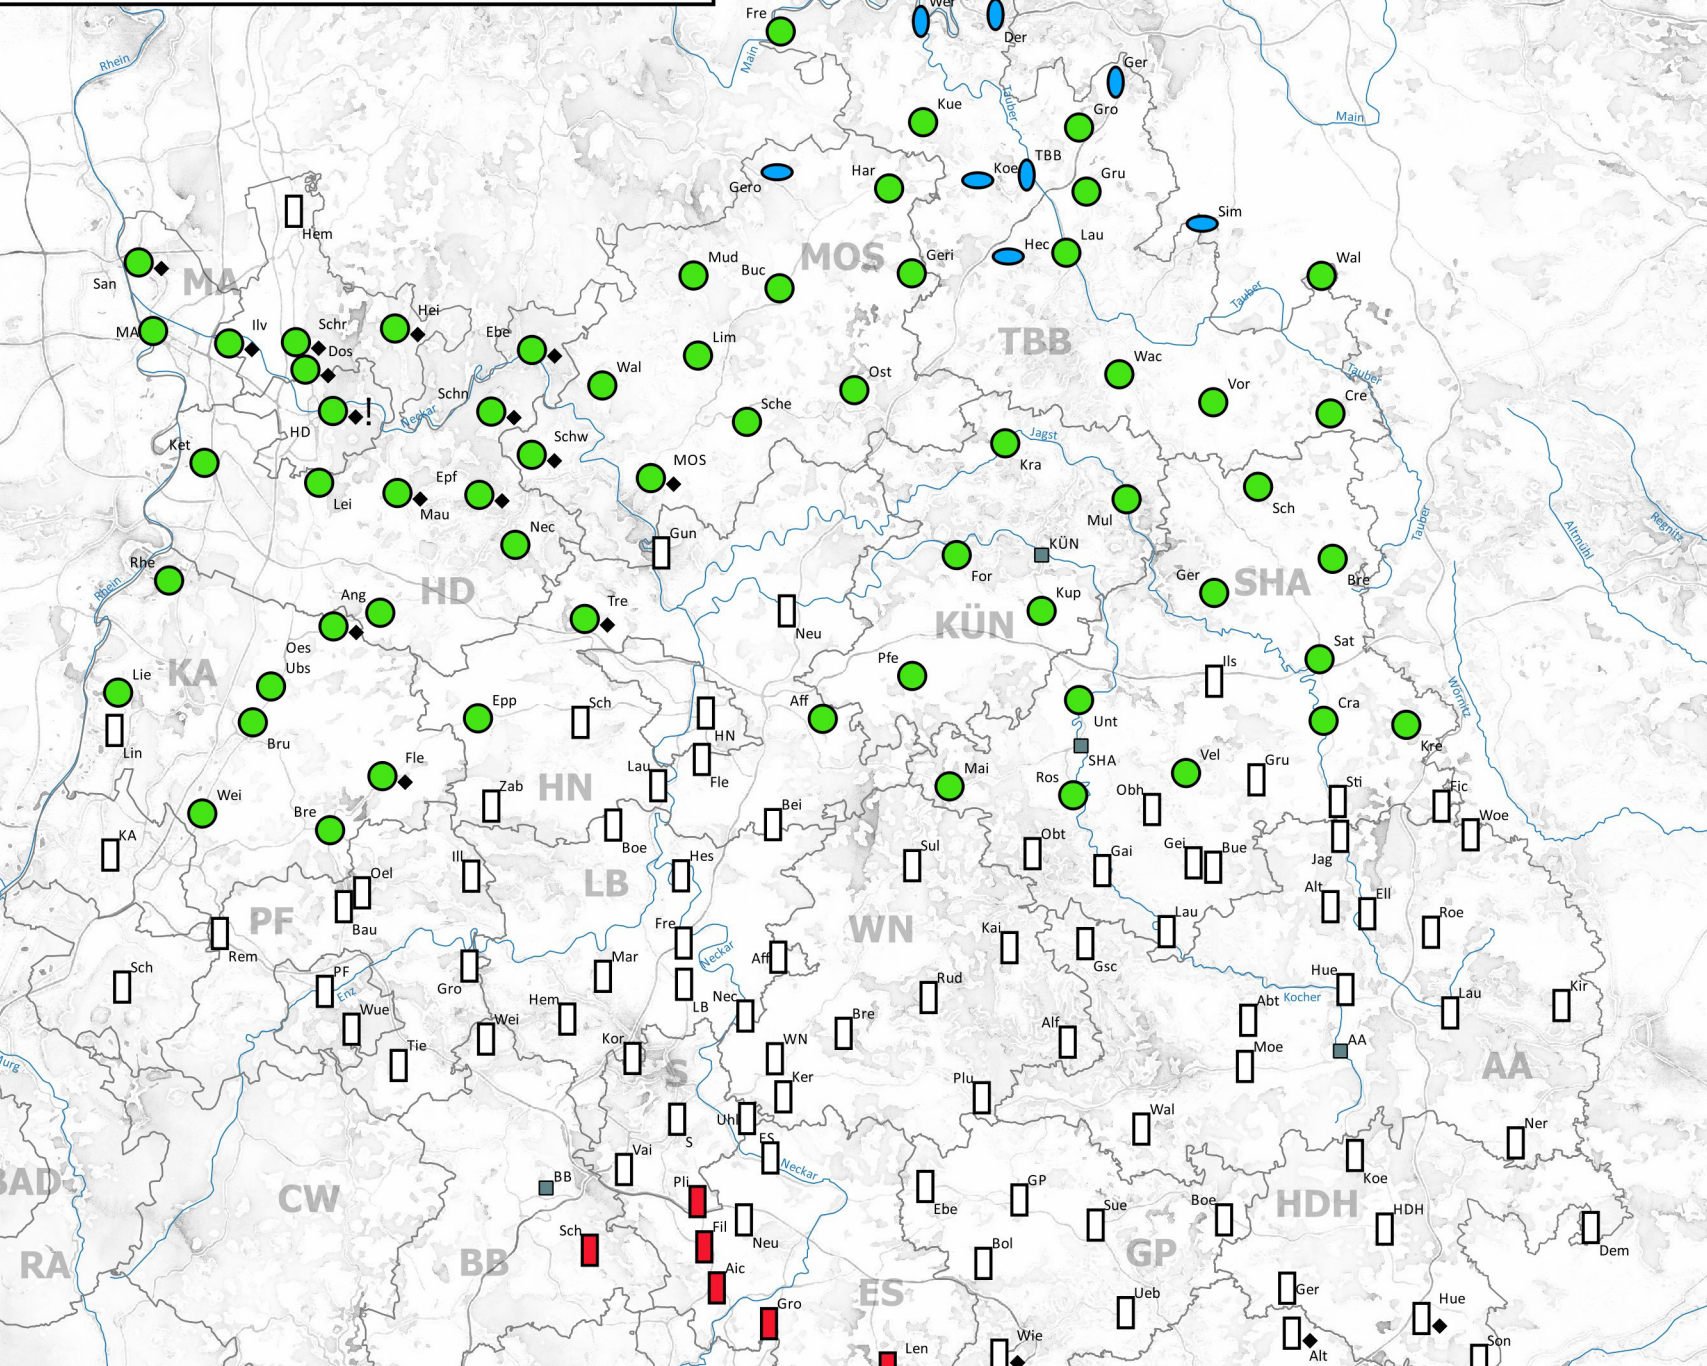 Fre
Wer
Der
Main
Rhein
Ger
Tauber
Kue
Gro
Main
TBB
Gero
Har
Koe
Gru
Hem
Sim
Hec
Lau
San
MA
Mud
Buc
MOS
Geri
Wal
Tauber
MA
Ilv
Schr
Dos
Hei
Ebe
Lim
TBB
Wac
Wal
Ost
Tauber
Vor
Cre
Schn
Neckar
Sche
HD
!
Ket
Schw
Jagst
Kra
Lei
Mau
Epf
MOS
Mul
Sch
Tauber
Altmühl
Regnitz
Nec
Gun
KÜN
For
Rhe
Rhein
HD
Ger
SHA
Bre
Ang
Tre
Neu
KÜN
Kup
Oes
Ubs
Sat
KA
Lie
Pfe
Ils
Wörnitz
Lin
Bru
Epp
Sch
HN
Aff
Unt
Cra
Kre
Fle
Lau
Fle
SHA
Zab
HN
Mai
Ros
Vel
Gru
Wei
Bre
Bei
Obh
Sti
Fic
KA
Boe
Woe
Obt
Gai
Gei
Bue
Jag
Ill
Hes
Sul
Oel
LB
Alt
Ell
PF
Bau
Fre
WN
Kai
Lau
Roe
Rem
Neckar
Sch
PF
Mar
Aff
Gsc
Hue
Enz
Gro
LB
Rud
Kocher
Lau
Kir
Wue
Hem
Nec
Bre
Abt
Wei
Kor
Alf
AA
Tie
WN
Moe
AA
Murg
S
Ker
Plu
Uhl
Wal
Ner
S
ES
Vai
Neckar
BAD
CW
BB
Pli
Koe
Ebe
GP
Boe
HDH
HDH
Sch
Fil
Neu
Sue
Dem
RA
BB
Bol
GP
Aic
ES
Ueb
Ger
Hue
Gro
Wie
Alt
Son
Len